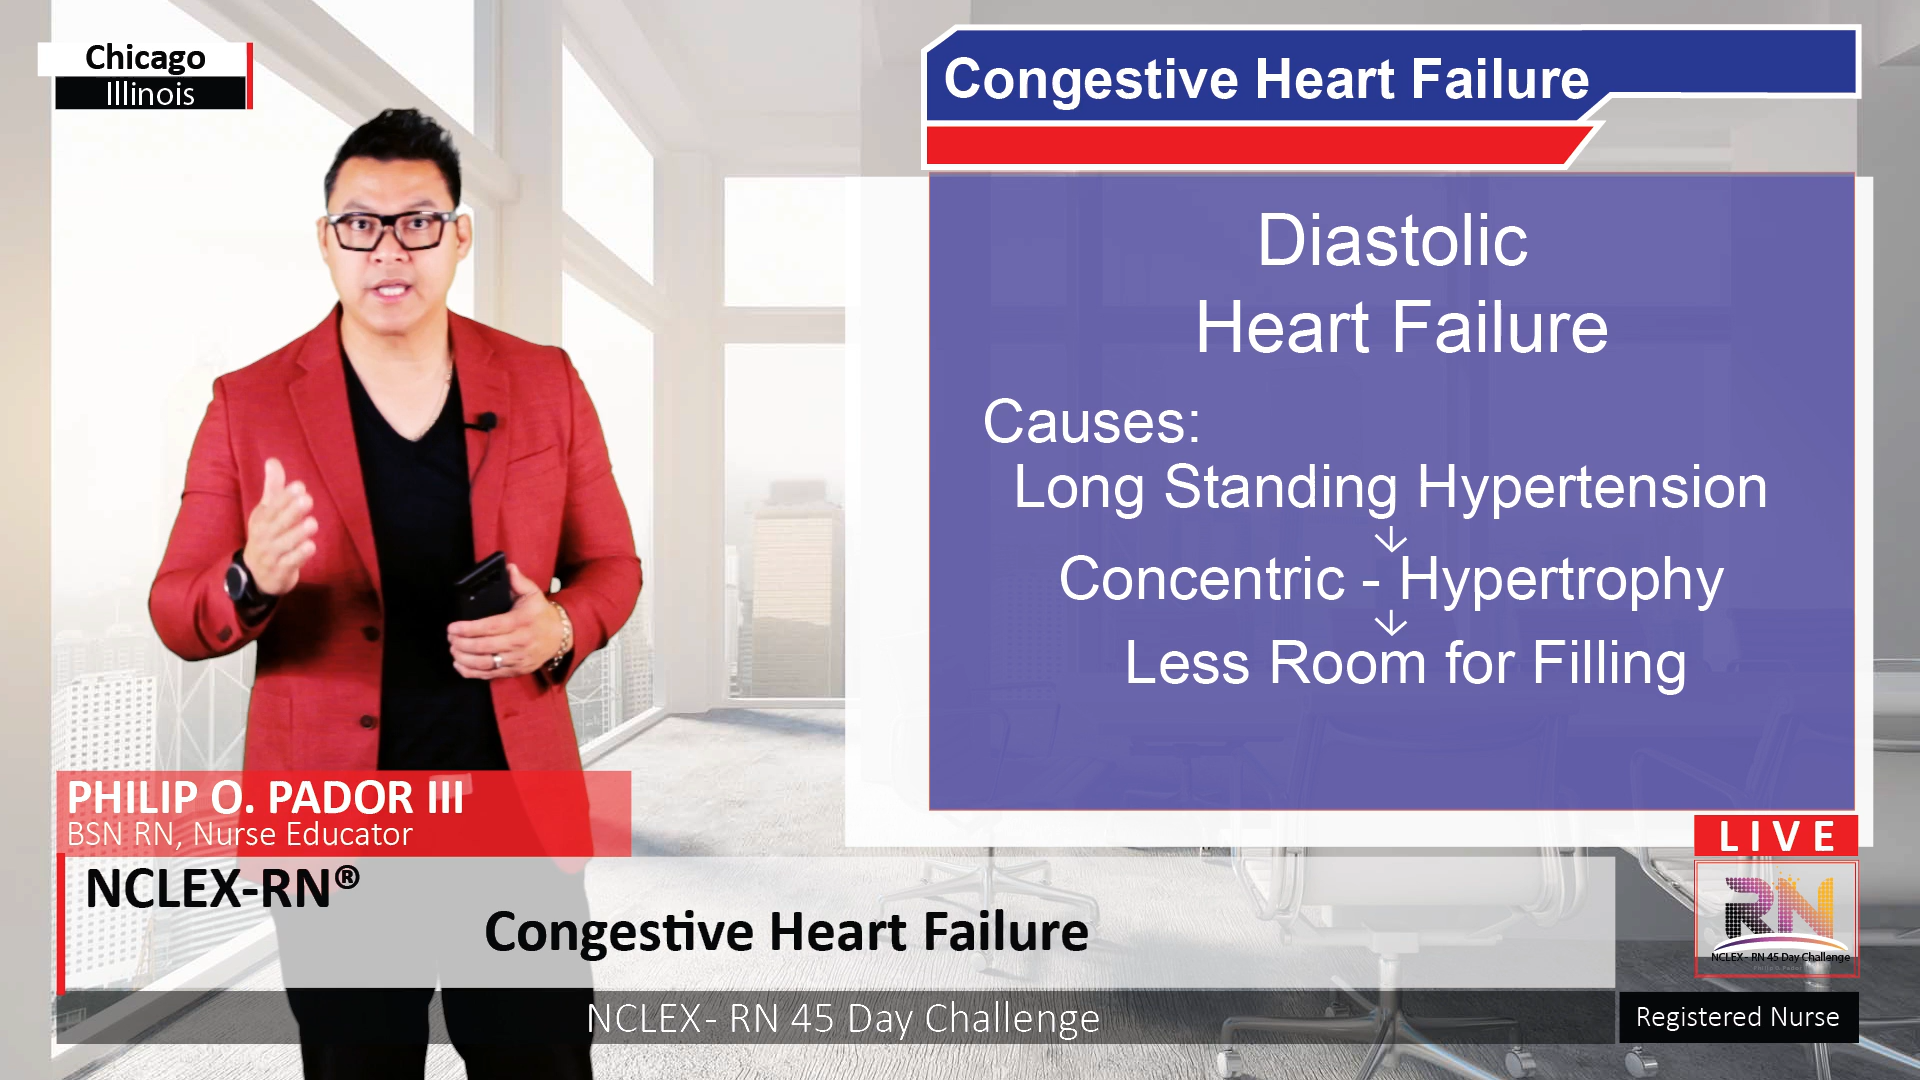 Chicago
Illinois
Congestive Heart Failure
Diastolic
Heart Failure
Causes:
Long Standing Hypertension
↓
Concentric - Hypertrophy
↓
Less Room for Filling
PHILIP O. PADOR III
BSN RN, Nurse Educator
NCLEX-RN®
Congestive Heart Failure
NCLEX- RN 45 Day Challenge
LIVE
RN
NCLEX - RN 45 Day Challenge
Registered Nurse